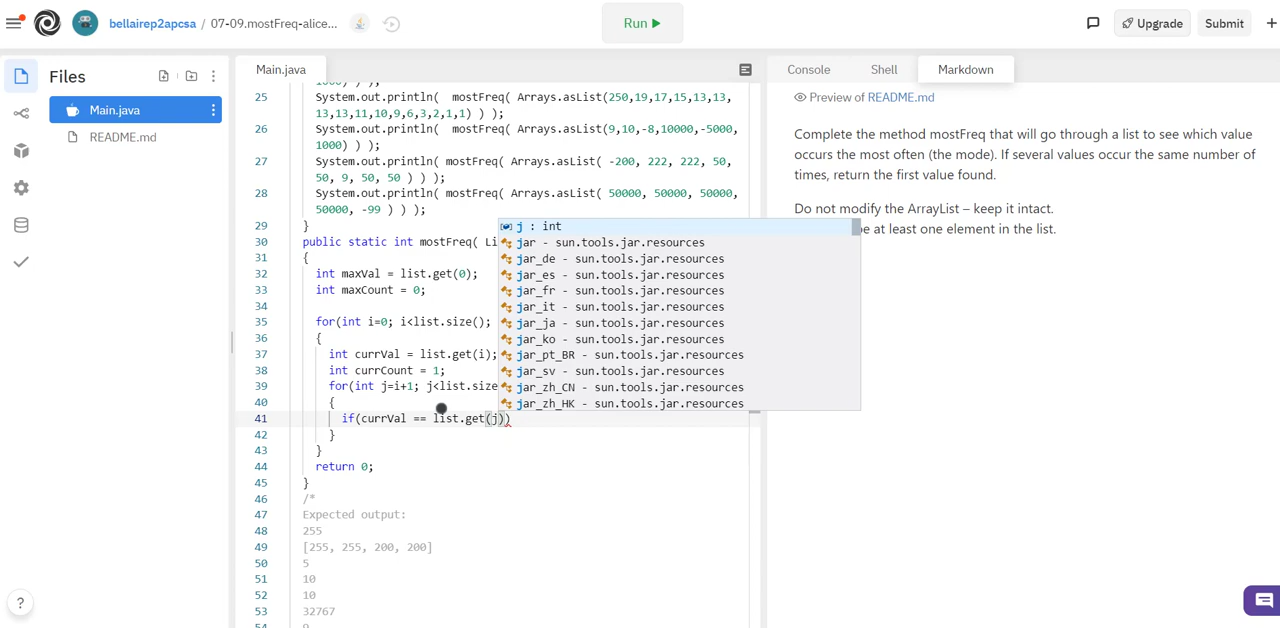 bellairep2apcsa / 07-09.mostFreq-alice...
Run
Upgrade
Submit
+
Files
Main.java
README.md
Main.java
1000) ) );
25 System.out.println(  mostFreq( Arrays.asList(250,19,17,15,13,13,
13,13,11,10,9,6,3,2,1,1) ) );
26 System.out.println(  mostFreq( Arrays.asList(9,10,-8,10000,-5000,
1000) ) );
27 System.out.println( mostFreq( Arrays.asList( -200, 222, 222, 50,
50, 9, 50, 50 ) ) );
28 System.out.println( mostFreq( Arrays.asList( 50000, 50000, 50000,
50000, -99 ) ) );
29 }
30 public static int mostFreq( Li
31 {
32 int maxVal = list.get(0);
33 int maxCount = 0;
34
35 for(int i=0; i<list.size();
36 {
37 int currVal = list.get(i);
38 int currCount = 1;
39 for(int j=i+1; j<list.size
40 {
41 if(currVal == list.get(j))
42 }
43 }
44 return 0;
45 }
46 /*
47 Expected output:
48 255
49 [255, 255, 200, 200]
50 5
51 10
52 10
53 32767
54 9
j : int
jar - sun.tools.jar.resources
jar_de - sun.tools.jar.resources
jar_es - sun.tools.jar.resources
jar_fr - sun.tools.jar.resources
jar_it - sun.tools.jar.resources
jar_ja - sun.tools.jar.resources
jar_ko - sun.tools.jar.resources
jar_pt_BR - sun.tools.jar.resources
jar_sv - sun.tools.jar.resources
jar_zh_CN - sun.tools.jar.resources
jar_zh_HK - sun.tools.jar.resources
Console
Shell
Markdown
Preview of README.md
Complete the method mostFreq that will go through a list to see which value
occurs the most often (the mode). If several values occur the same number of
times, return the first value found.
Do not modify the ArrayList – keep it intact.
be at least one element in the list.
?